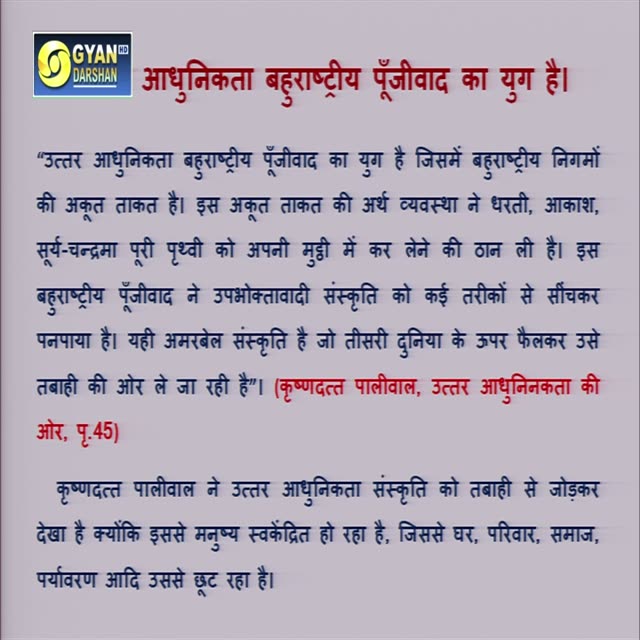 GYAN HD
DARSHAN
आधुनिकता बहुराष्ट्रीय पूँजीवाद का युग है।
“उत्तर आधुनिकता बहुराष्ट्रीय पूँजीवाद का युग है जिसमें बहुराष्ट्रीय निगमों
की अकूत ताकत है। इस अकूत ताकत की अर्थ व्यवस्था ने धरती, आकाश,
सूर्य-चन्द्रमा पूरी पृथ्वी को अपनी मुट्ठी में कर लेने की ठान ली है। इस
बहुराष्ट्रीय पूँजीवाद ने उपभोक्तावादी संस्कृति को कई तरीकों से सींचकर
पनपाया है। यही अमरबेल संस्कृति है जो तीसरी दुनिया के ऊपर फैलकर उसे
तबाही की ओर ले जा रही है”। (कृष्णदत्त पालीवाल, उत्तर आधुनिनकता की
ओर, पृ.45)
कृष्णदत्त पालीवाल ने उत्तर आधुनिकता संस्कृति को तबाही से जोड़कर
देखा है क्योंकि इससे मनुष्य स्वकेंद्रित हो रहा है, जिससे घर, परिवार, समाज,
पर्यावरण आदि उससे छूट रहा है।